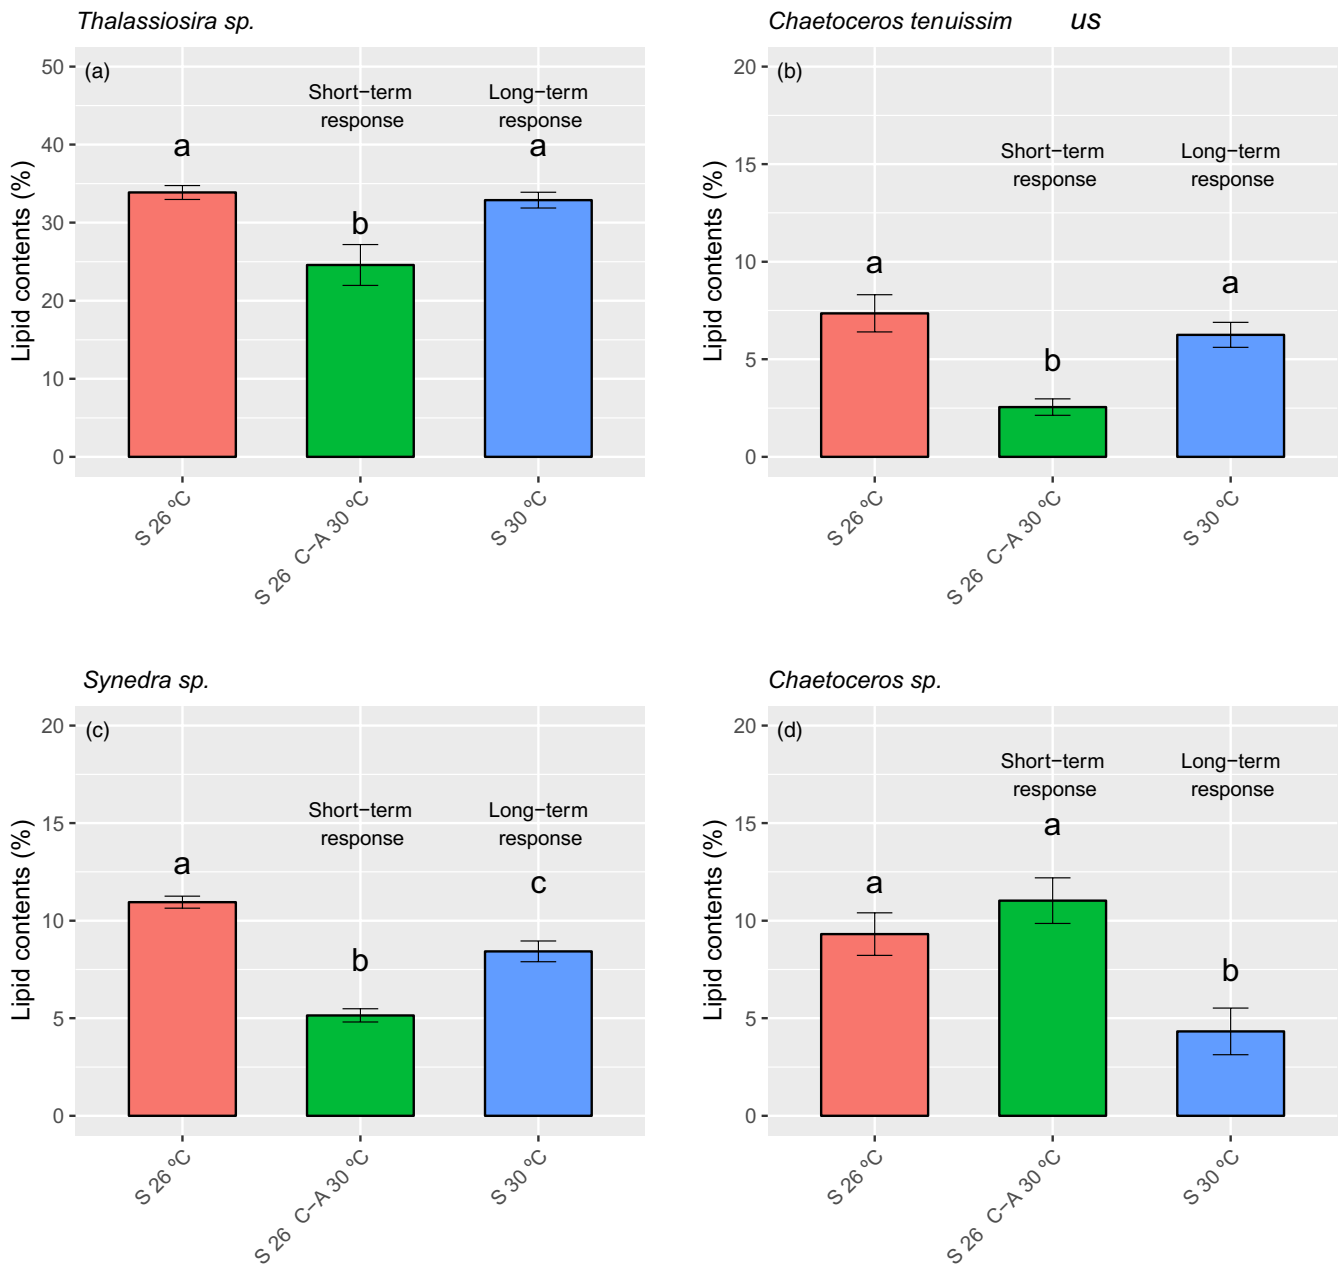 Thalassiosira sp.
(a)
Lipid contents (%)
50
40
30
20
10
0
Short−term
response
Long−term
response
a
b
a
S 26 ºC
S 26 C−A 30 ºC
S 30 ºC
Chaetoceros tenuissim us
(b)
Lipid contents (%)
20
15
10
5
0
Short−term
response
Long−term
response
a
b
a
S 26 ºC
S 26 C−A 30 ºC
S 30 ºC
Synedra sp.
(c)
Lipid contents (%)
20
15
10
5
0
Short−term
response
Long−term
response
a
b
c
S 26 ºC
S 26 C−A 30 ºC
S 30 ºC
Chaetoceros sp.
(d)
Lipid contents (%)
20
15
10
5
0
Short−term
response
Long−term
response
a
a
b
S 26 ºC
S 26 C−A 30 ºC
S 30 ºC